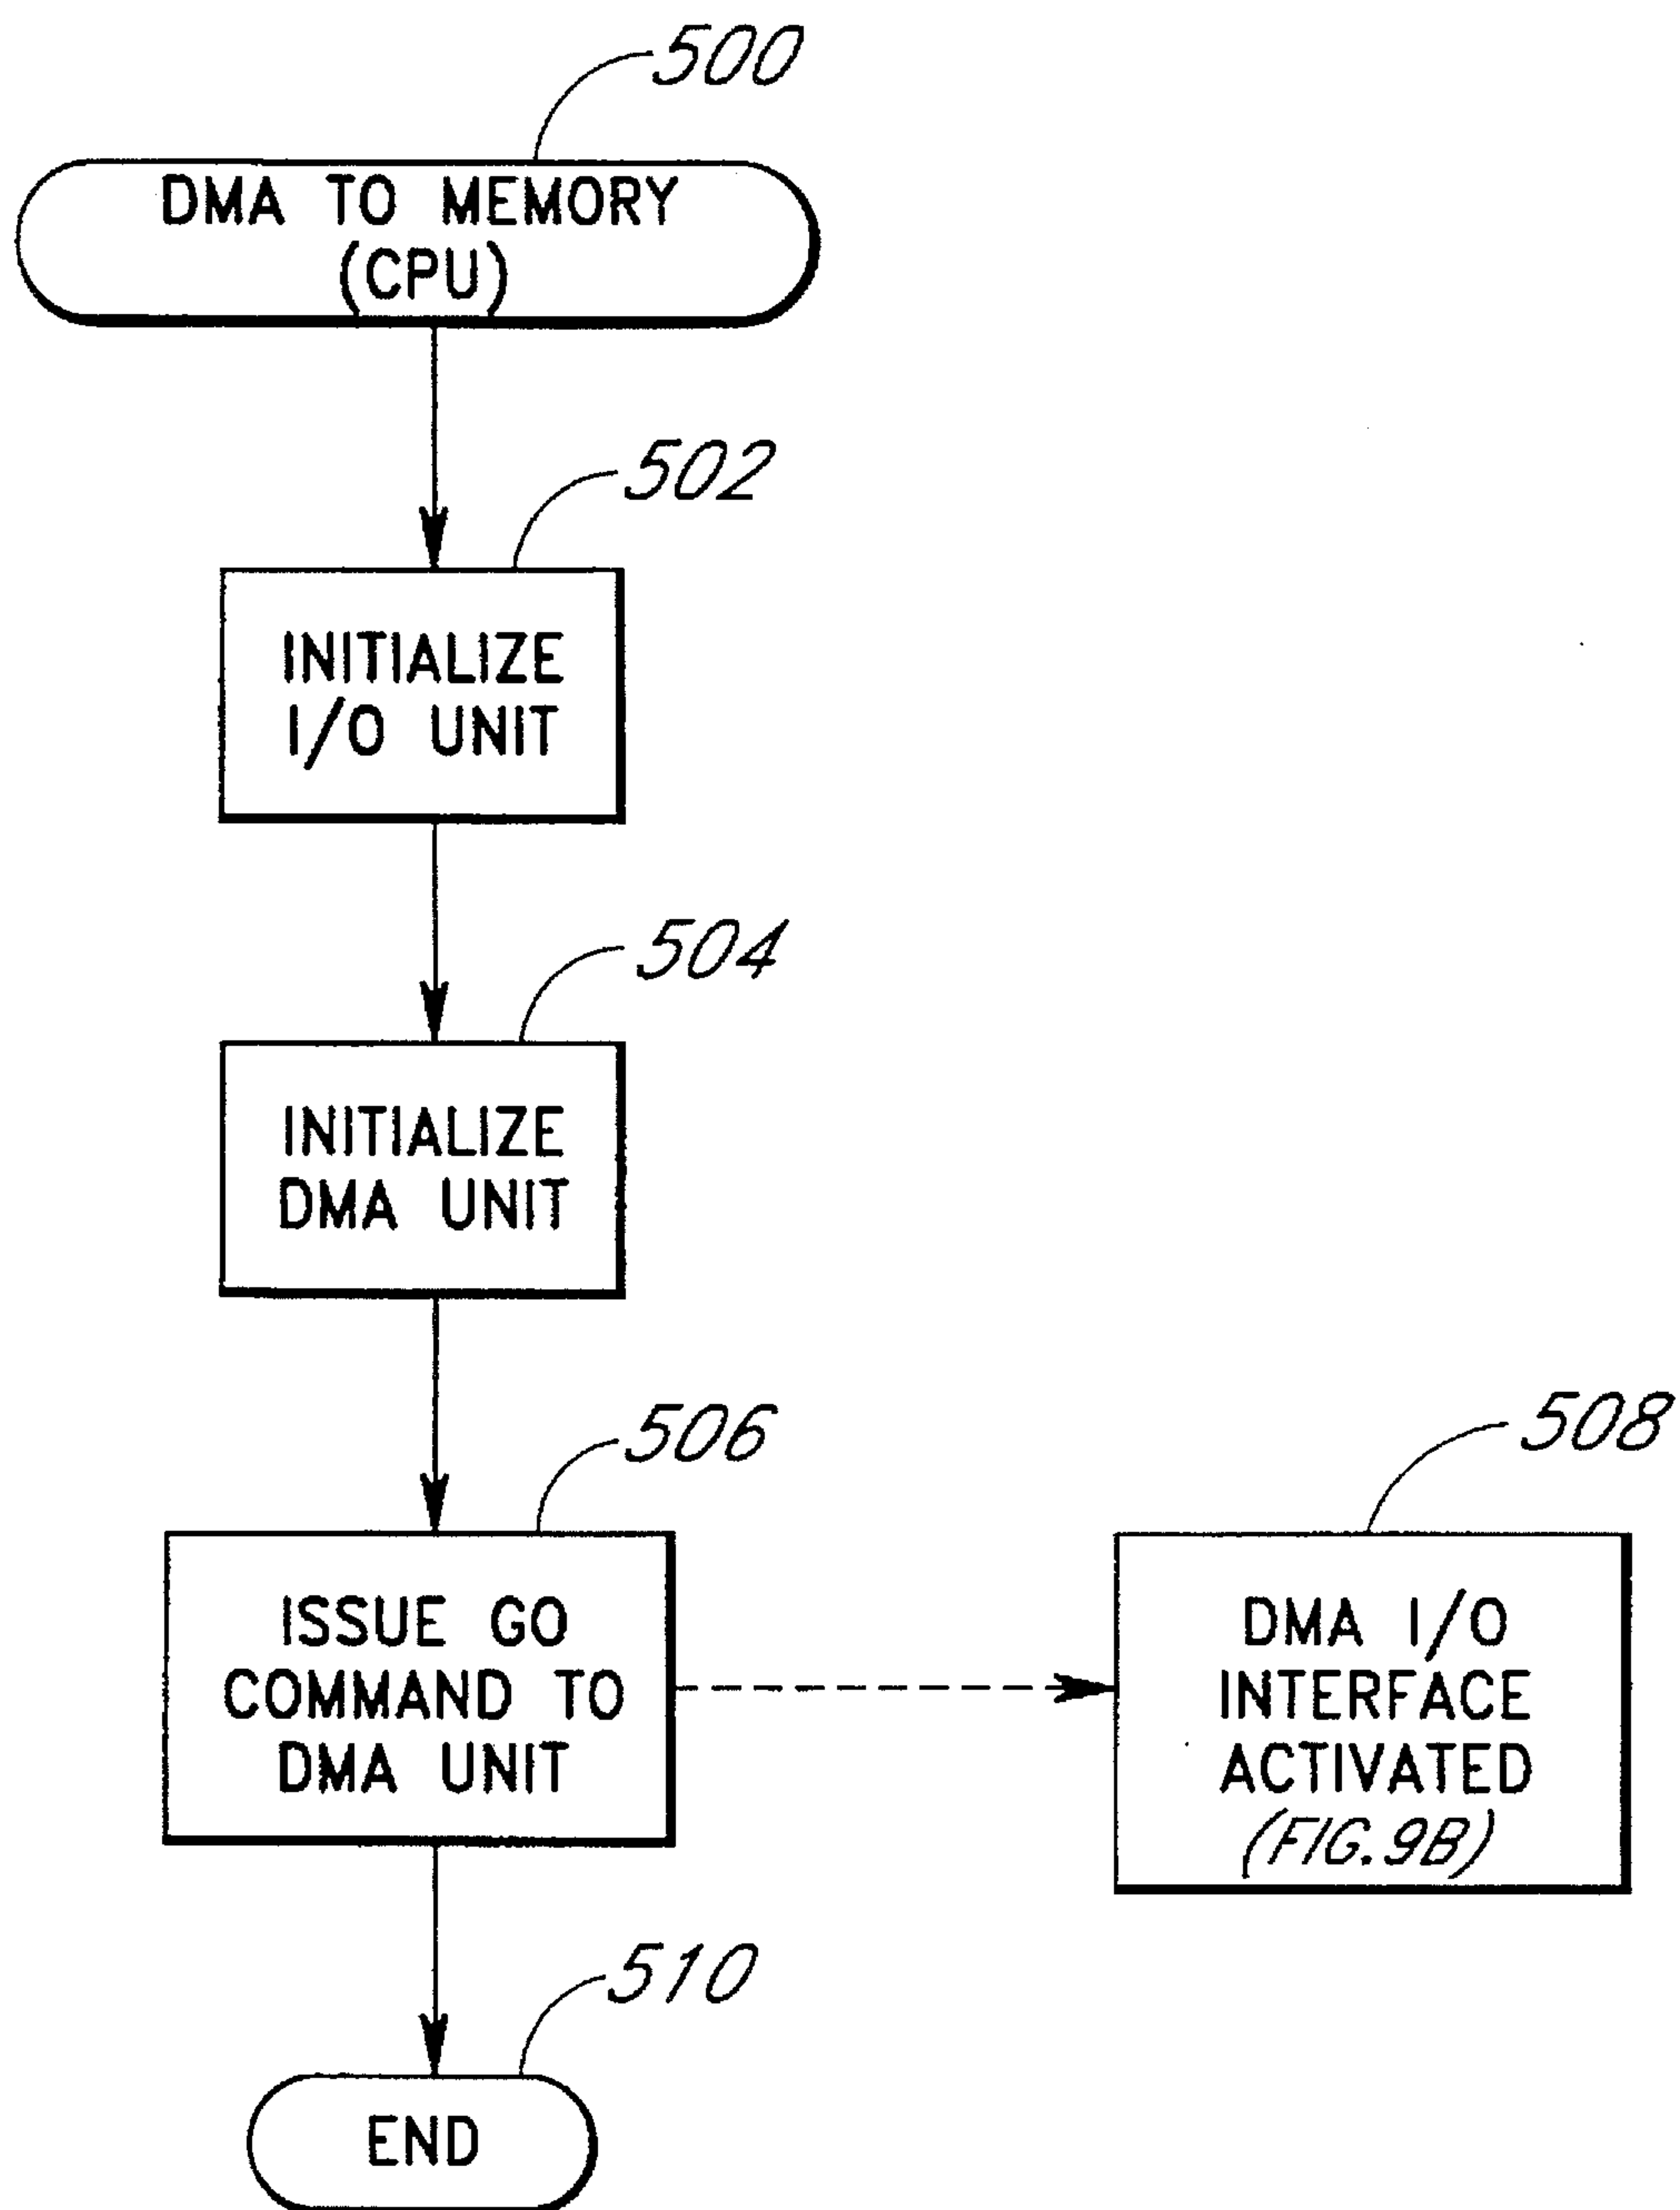 500
DMA TO MEMORY
(CPU)
502
INITIALIZE
I/O UNIT
504
INITIALIZE
DMA UNIT
506
ISSUE GO
COMMAND TO
DMA UNIT
508
DMA I/O
INTERFACE
ACTIVATED
(FIG.9B)
510
END